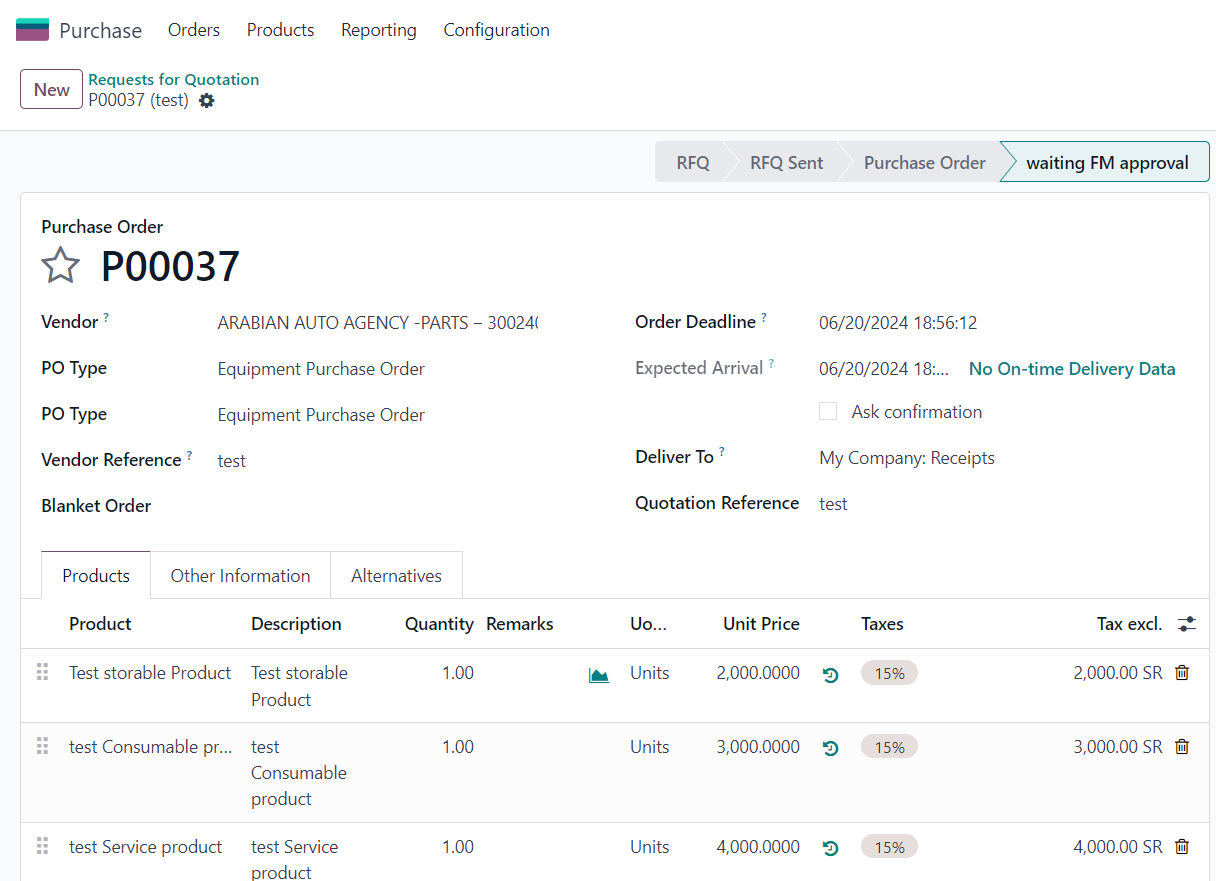 Purchase Orders Products Reporting Configuration
New Requests for Quotation
P00037 (test)
RFQ RFQ Sent Purchase Order waiting FM approval
Purchase Order
P00037
Vendor ? ARABIAN AUTO AGENCY -PARTS – 300240
Order Deadline ? 06/20/2024 18:56:12
PO Type Equipment Purchase Order
Expected Arrival ? 06/20/2024 18:... No On-time Delivery Data
Ask confirmation
PO Type Equipment Purchase Order
Deliver To ? My Company: Receipts
Vendor Reference ? test
Quotation Reference test
Blanket Order
Products Other Information Alternatives
Product Description Quantity Remarks Uo... Unit Price Taxes Tax excl.
Test storable Product Test storable 1.00 Units 2,000.0000 15% 2,000.00 SR
Product
test Consumable pr... test 1.00 Units 3,000.0000 15% 3,000.00 SR
Consumable
product
test Service product test Service 1.00 Units 4,000.0000 15% 4,000.00 SR
product